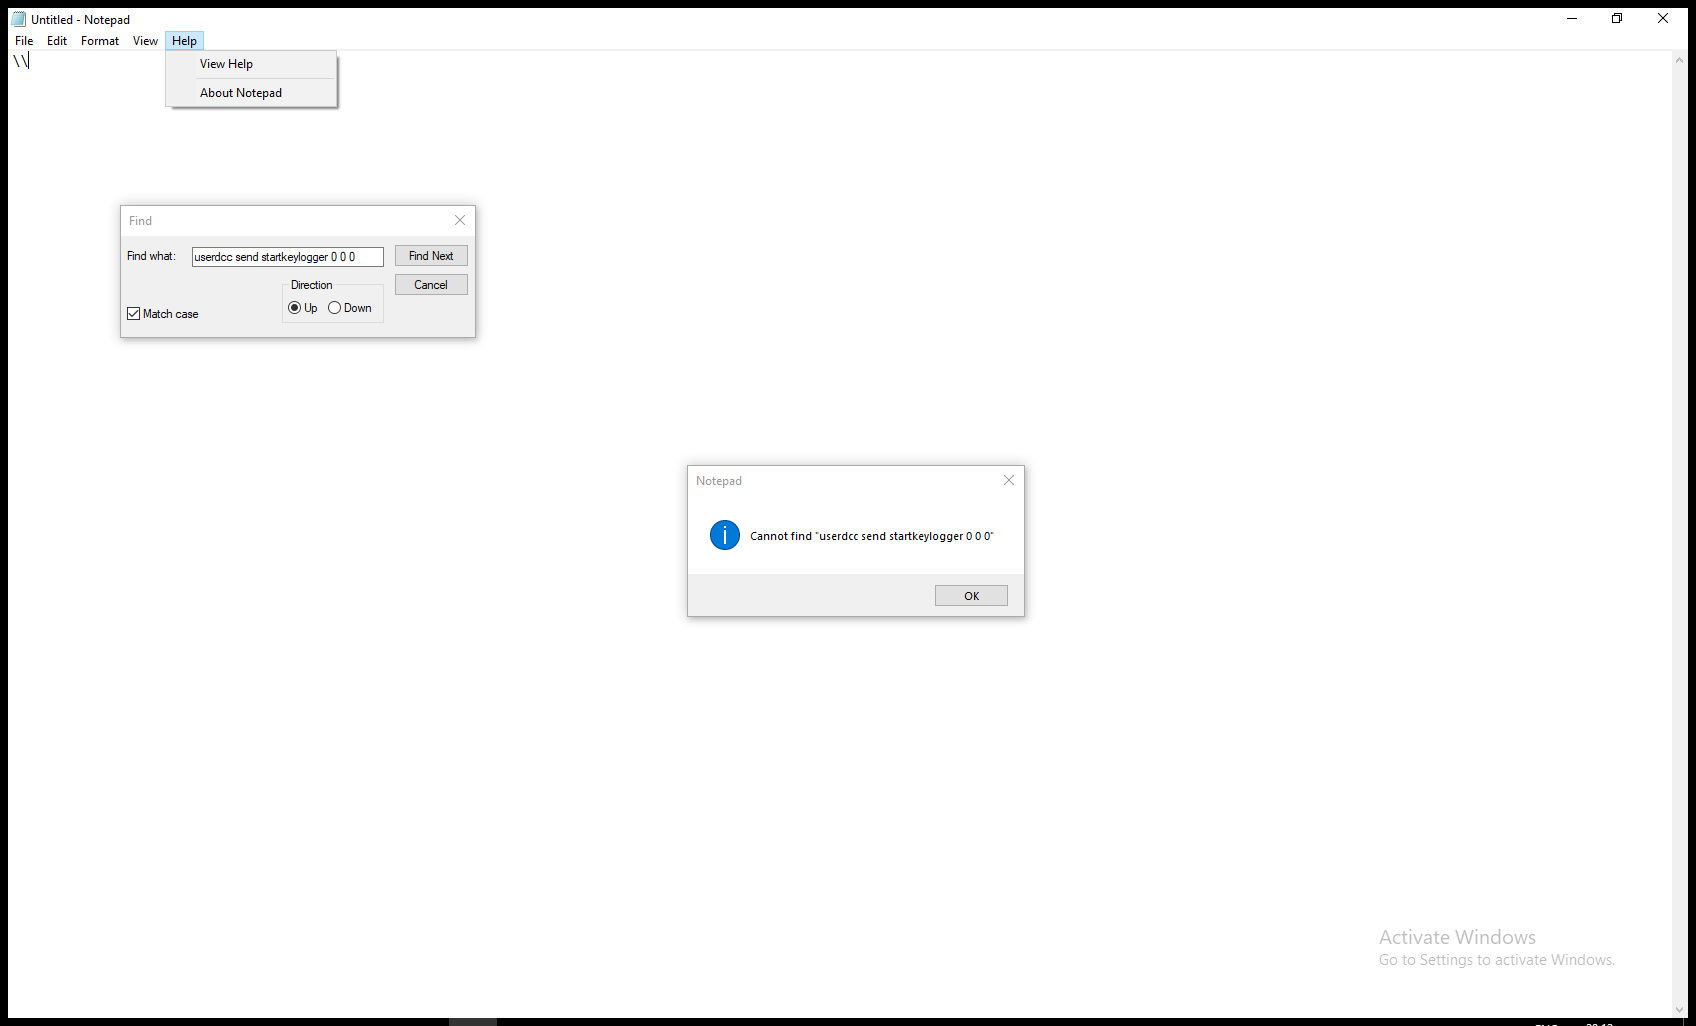 Untitled - Notepad
File Edit Format View Help
\\
View Help
About Notepad
Find
Find what: userdcc send startkeylogger 0 0 0 Find Next
Direction Cancel
Up Down
Match case
Notepad
Cannot find "userdcc send startkeylogger 0 0 0"
OK
Activate Windows
Go to Settings to activate Windows.